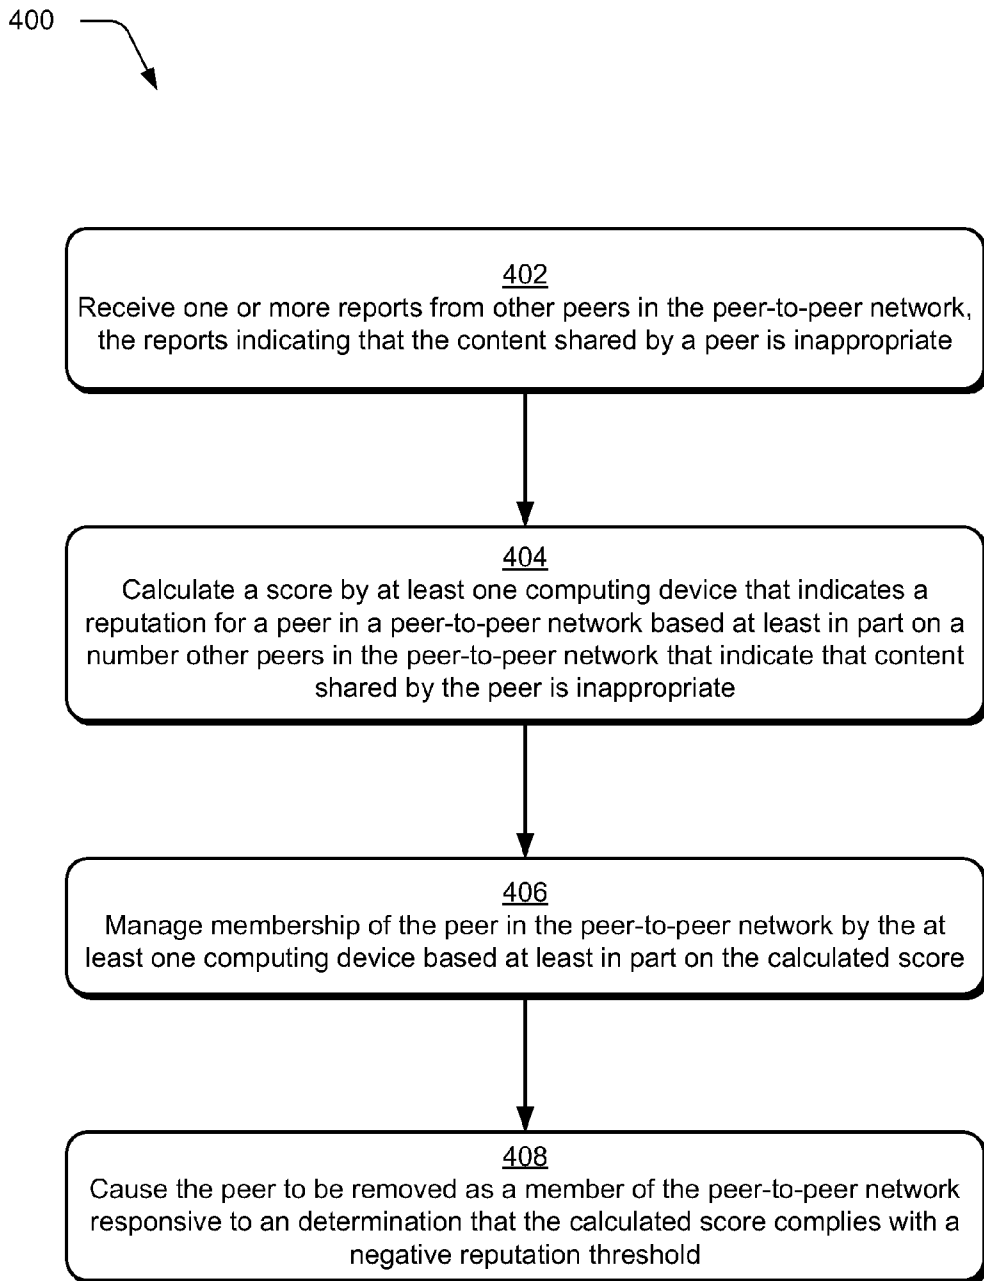 400
402
Receive one or more reports from other peers in the peer-to-peer network,
the reports indicating that the content shared by a peer is inappropriate
404
Calculate a score by at least one computing device that indicates a
reputation for a peer in a peer-to-peer network based at least in part on a
number other peers in the peer-to-peer network that indicate that content
shared by the peer is inappropriate
406
Manage membership of the peer in the peer-to-peer network by the at
least one computing device based at least in part on the calculated score
408
Cause the peer to be removed as a member of the peer-to-peer network
responsive to an determination that the calculated score complies with a
negative reputation threshold